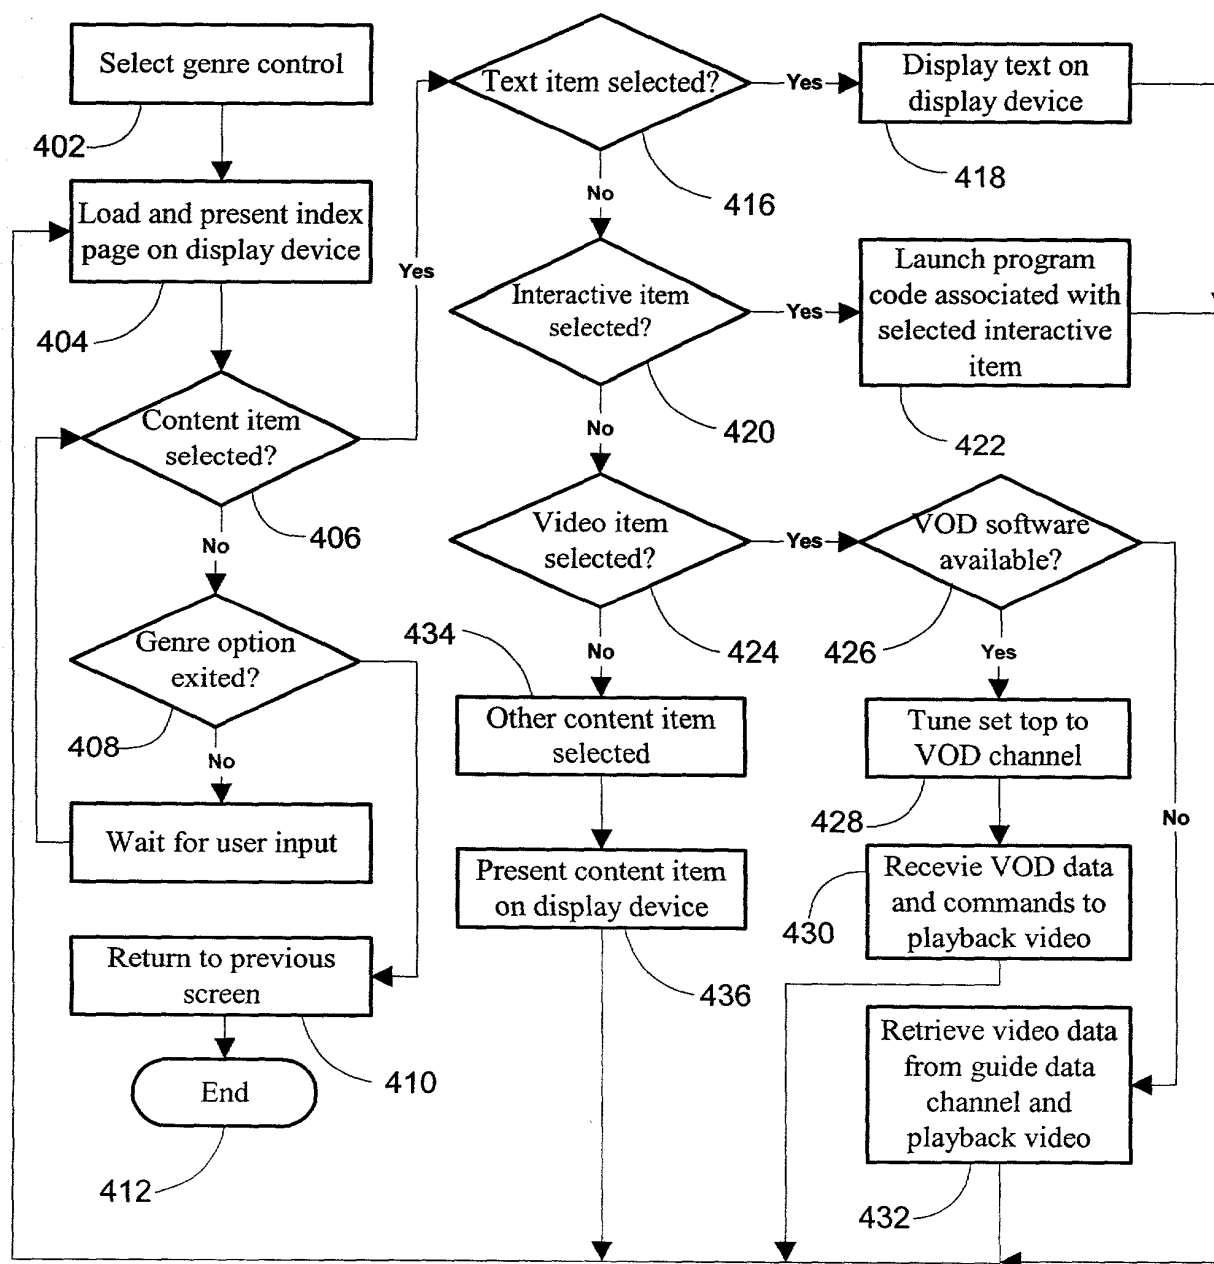 Select genre control
402
Load and present index
page on display device
404
Content item
selected?
406
Yes
No
Genre option
exited?
408
No
Wait for user input
Return to previous
screen
410
End
412
Text item selected?
416
Yes
Display text on
display device
418
No
Interactive item
selected?
420
Yes
Launch program
code associated with
selected interactive
item
422
No
Video item
selected?
424
Yes
VOD software
available?
426
No
434
Other content item
selected
Present content item
on display device
436
Yes
Tune set top to
VOD channel
428
No
Recevie VOD data
and commands to
playback video
430
Retrieve video data
from guide data
channel and
playback video
432